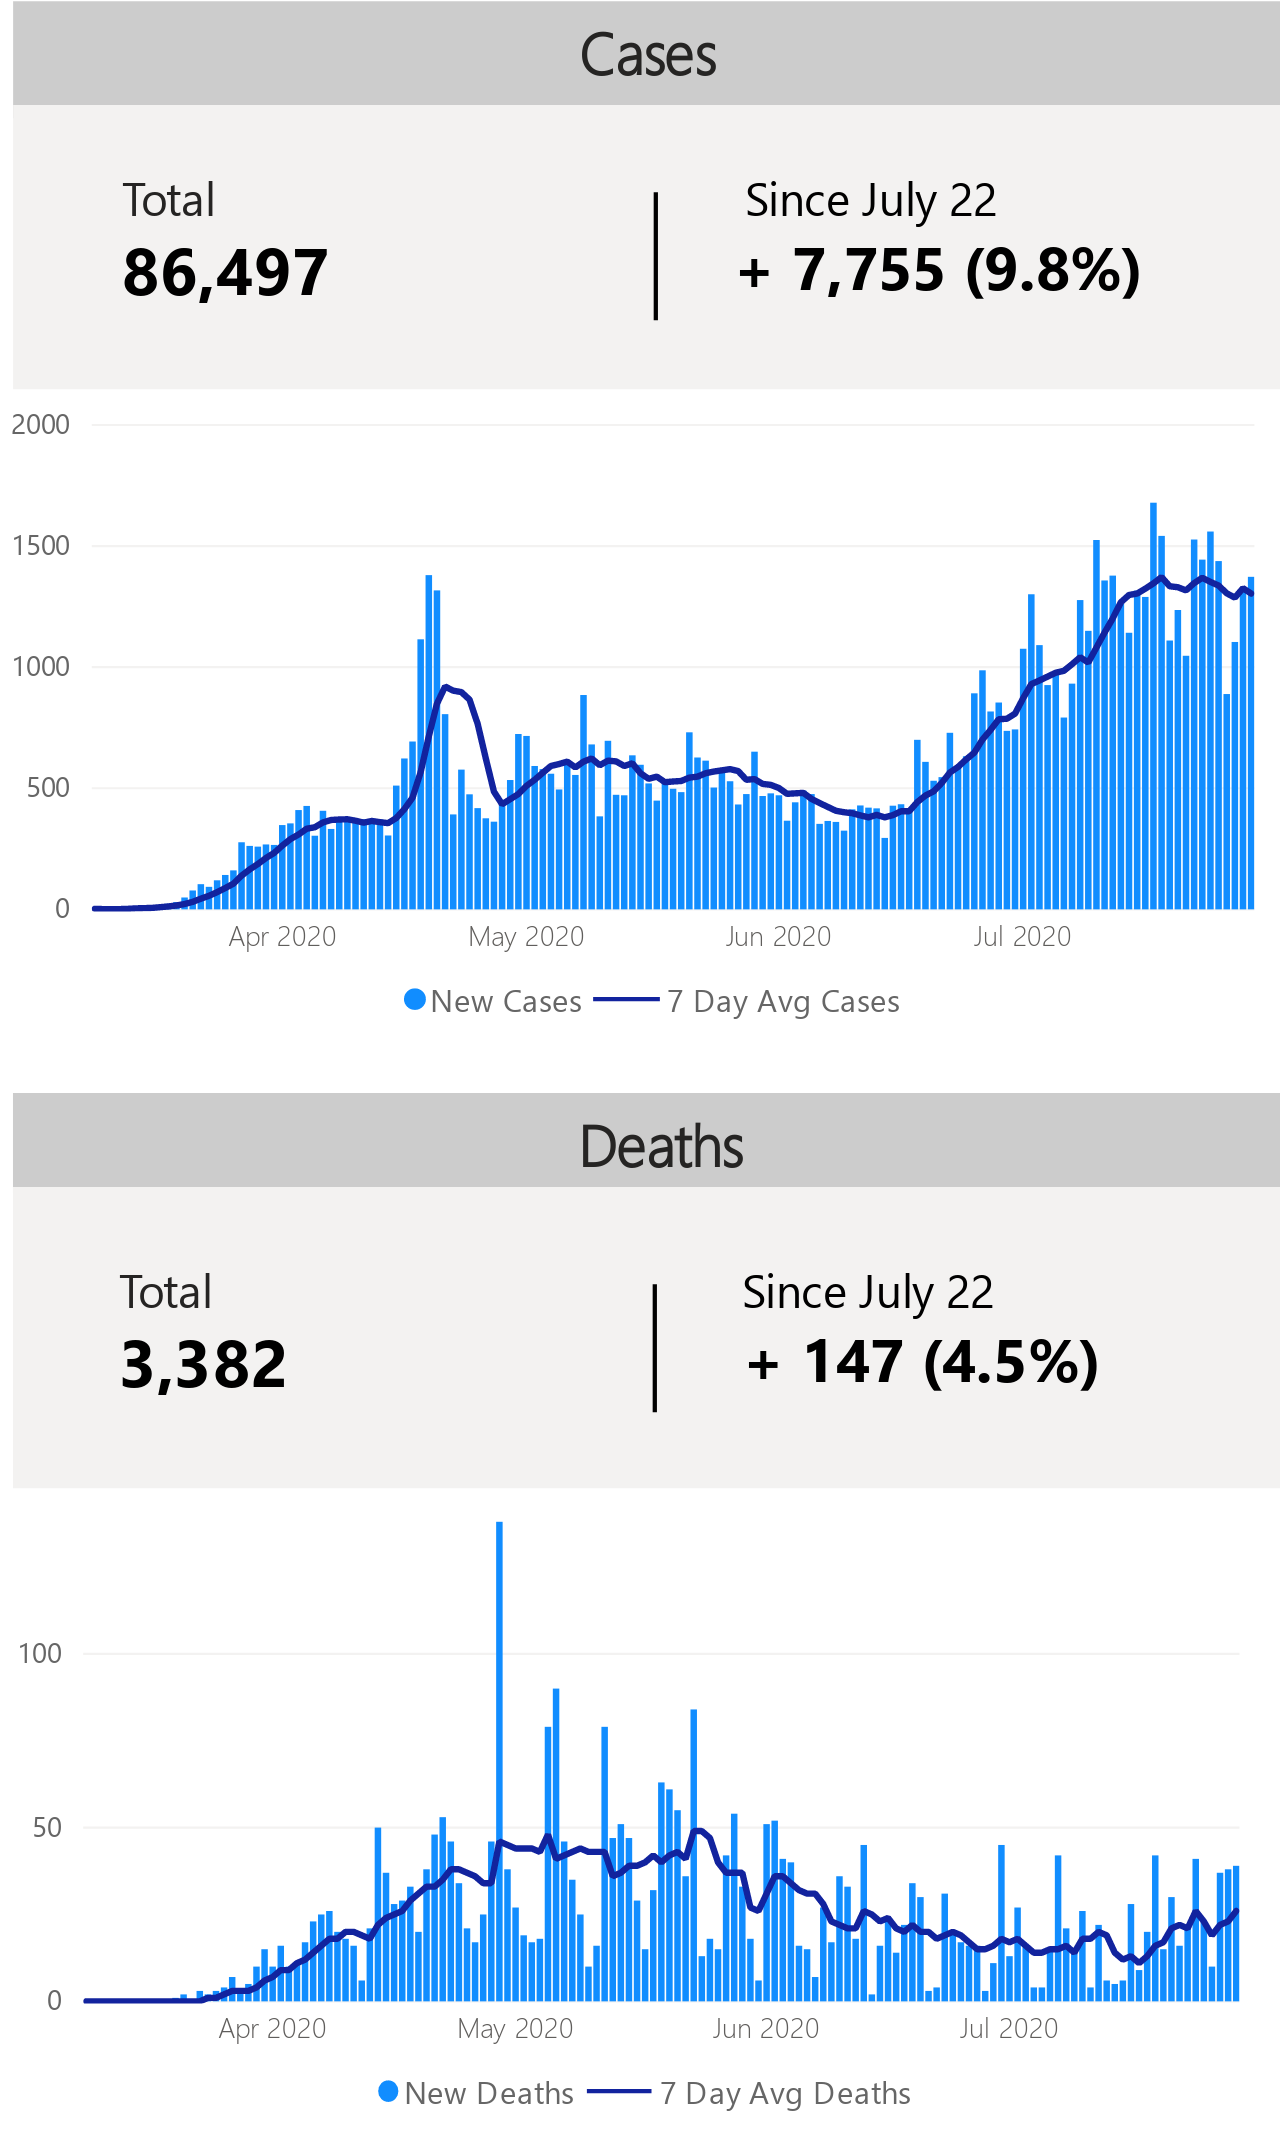 Cases
Total
Since July 22
86,497
+ 7,755 (9.8%)
2000
1500
1000
500
0
Apr 2020
May 2020
Jun 2020
Jul 2020
New Cases
7 Day Avg Cases
Deaths
Total
Since July 22
3,382
+ 147 (4.5%)
100
50
0
Apr 2020
May 2020
Jun 2020
Jul 2020
New Deaths
7 Day Avg Deaths